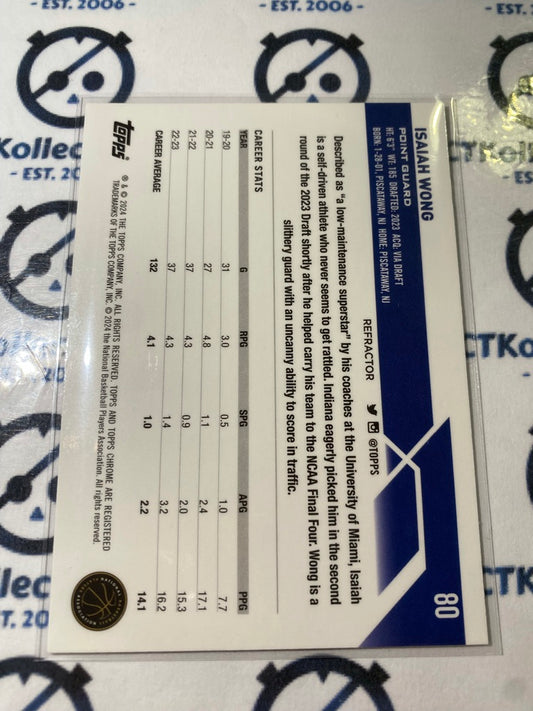 - EST. 2006 -
- EST. 2006 -
- EST.
Kollec
CTKol
- EST. 20
CTKolle
EST.
llec
CTKo
T. 20
- EST. 2006 -
80
ISAIAH WONG
POINT GUARD
HT: 6'3" WT: 185 DRAFTED: 2023 ACQ: VIA DRAFT
BORN: 1-28-01, PISCATAWAY, NJ HOME: PISCATAWAY, NJ
REFRACTOR @TOPPS
Described as "a low-maintenance superstar" by his coaches at the University of Miami, Isaiah
is a self-driven athlete who never seems to get rattled. Indiana eagerly picked him in the second
round of the 2023 Draft shortly after he helped carry his team to the NCAA Final Four. Wong is a
slithery guard with an uncanny ability to score in traffic.
CAREER STATS
YEAR G RPG SPG APG PPG
19-20 31 3.0 0.5 1.0 7.7
20-21 27 4.8 1.1 2.4 17.1
21-22 37 4.3 0.9 2.0 15.3
22-23 37 4.3 1.4 3.2 16.2
CAREER AVERAGE 132 4.1 1.0 2.2 14.1
topps
® & © 2024 THE TOPPS COMPANY, INC. ALL RIGHTS RESERVED. TOPPS AND TOPPS CHROME ARE REGISTERED
TRADEMARKS OF THE TOPPS COMPANY, INC. © 2024 the National Basketball Players Association. All rights reserved.